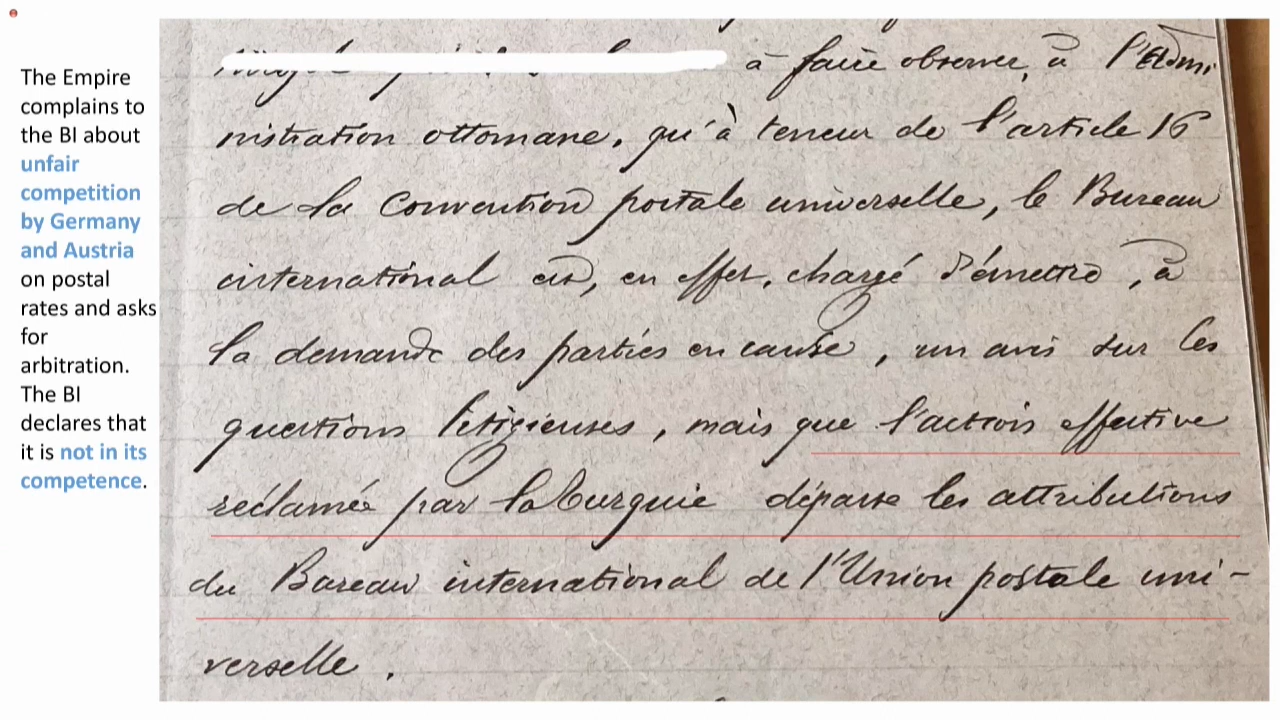 The Empire
complains to
the BI about
unfair
competition
by Germany
and Austria
on postal
rates and asks
for
arbitration.
The BI
declares that
it is not in its
competence.
à faire observer, à l'Admi
nistration ottomane, qu'à teneur de l'article 16
de la Convention postale universelle, le Bureau
international est, en effet, chargé d'émettre, à
la demande des parties en cause, un avis sur les
questions litigieuses, mais que l'action effective
réclamée par la Turquie dépasse les attributions
du Bureau international de l'Union postale uni-
verselle.